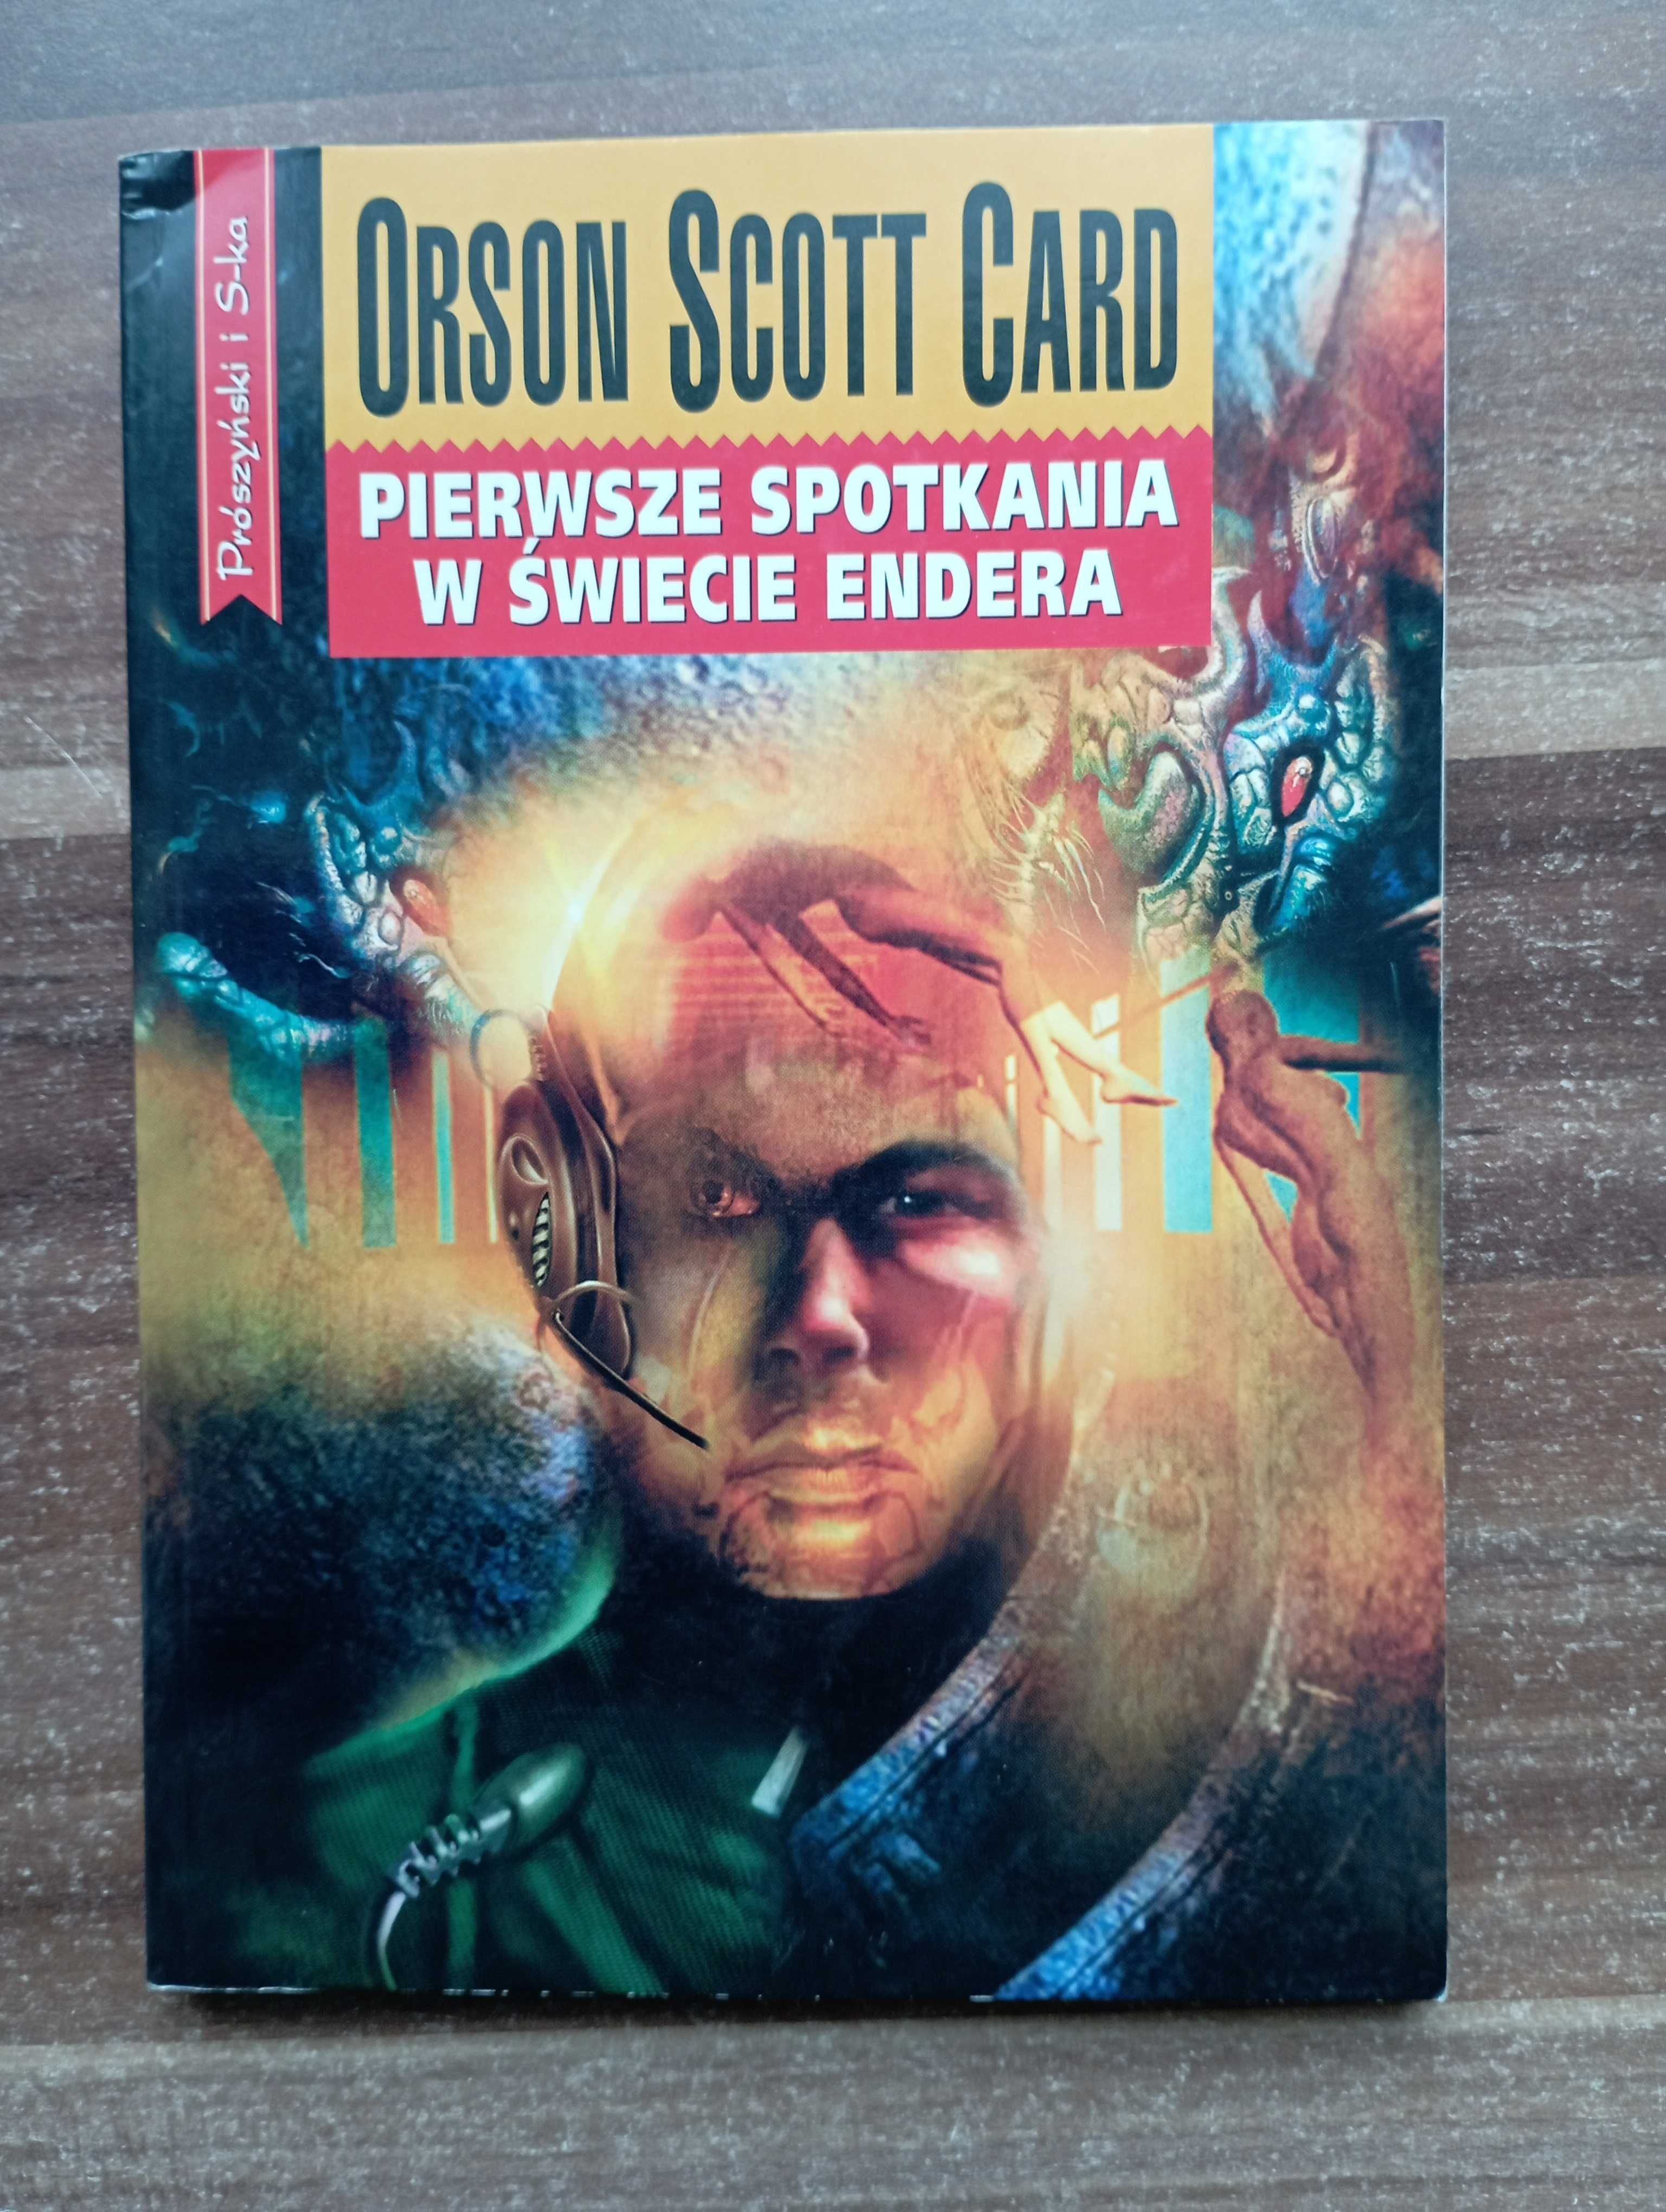 Prószyński i S-ka
ORSON SCOTT CARD
PIERWSZE SPOTKANIA
W ŚWIECIE ENDERA